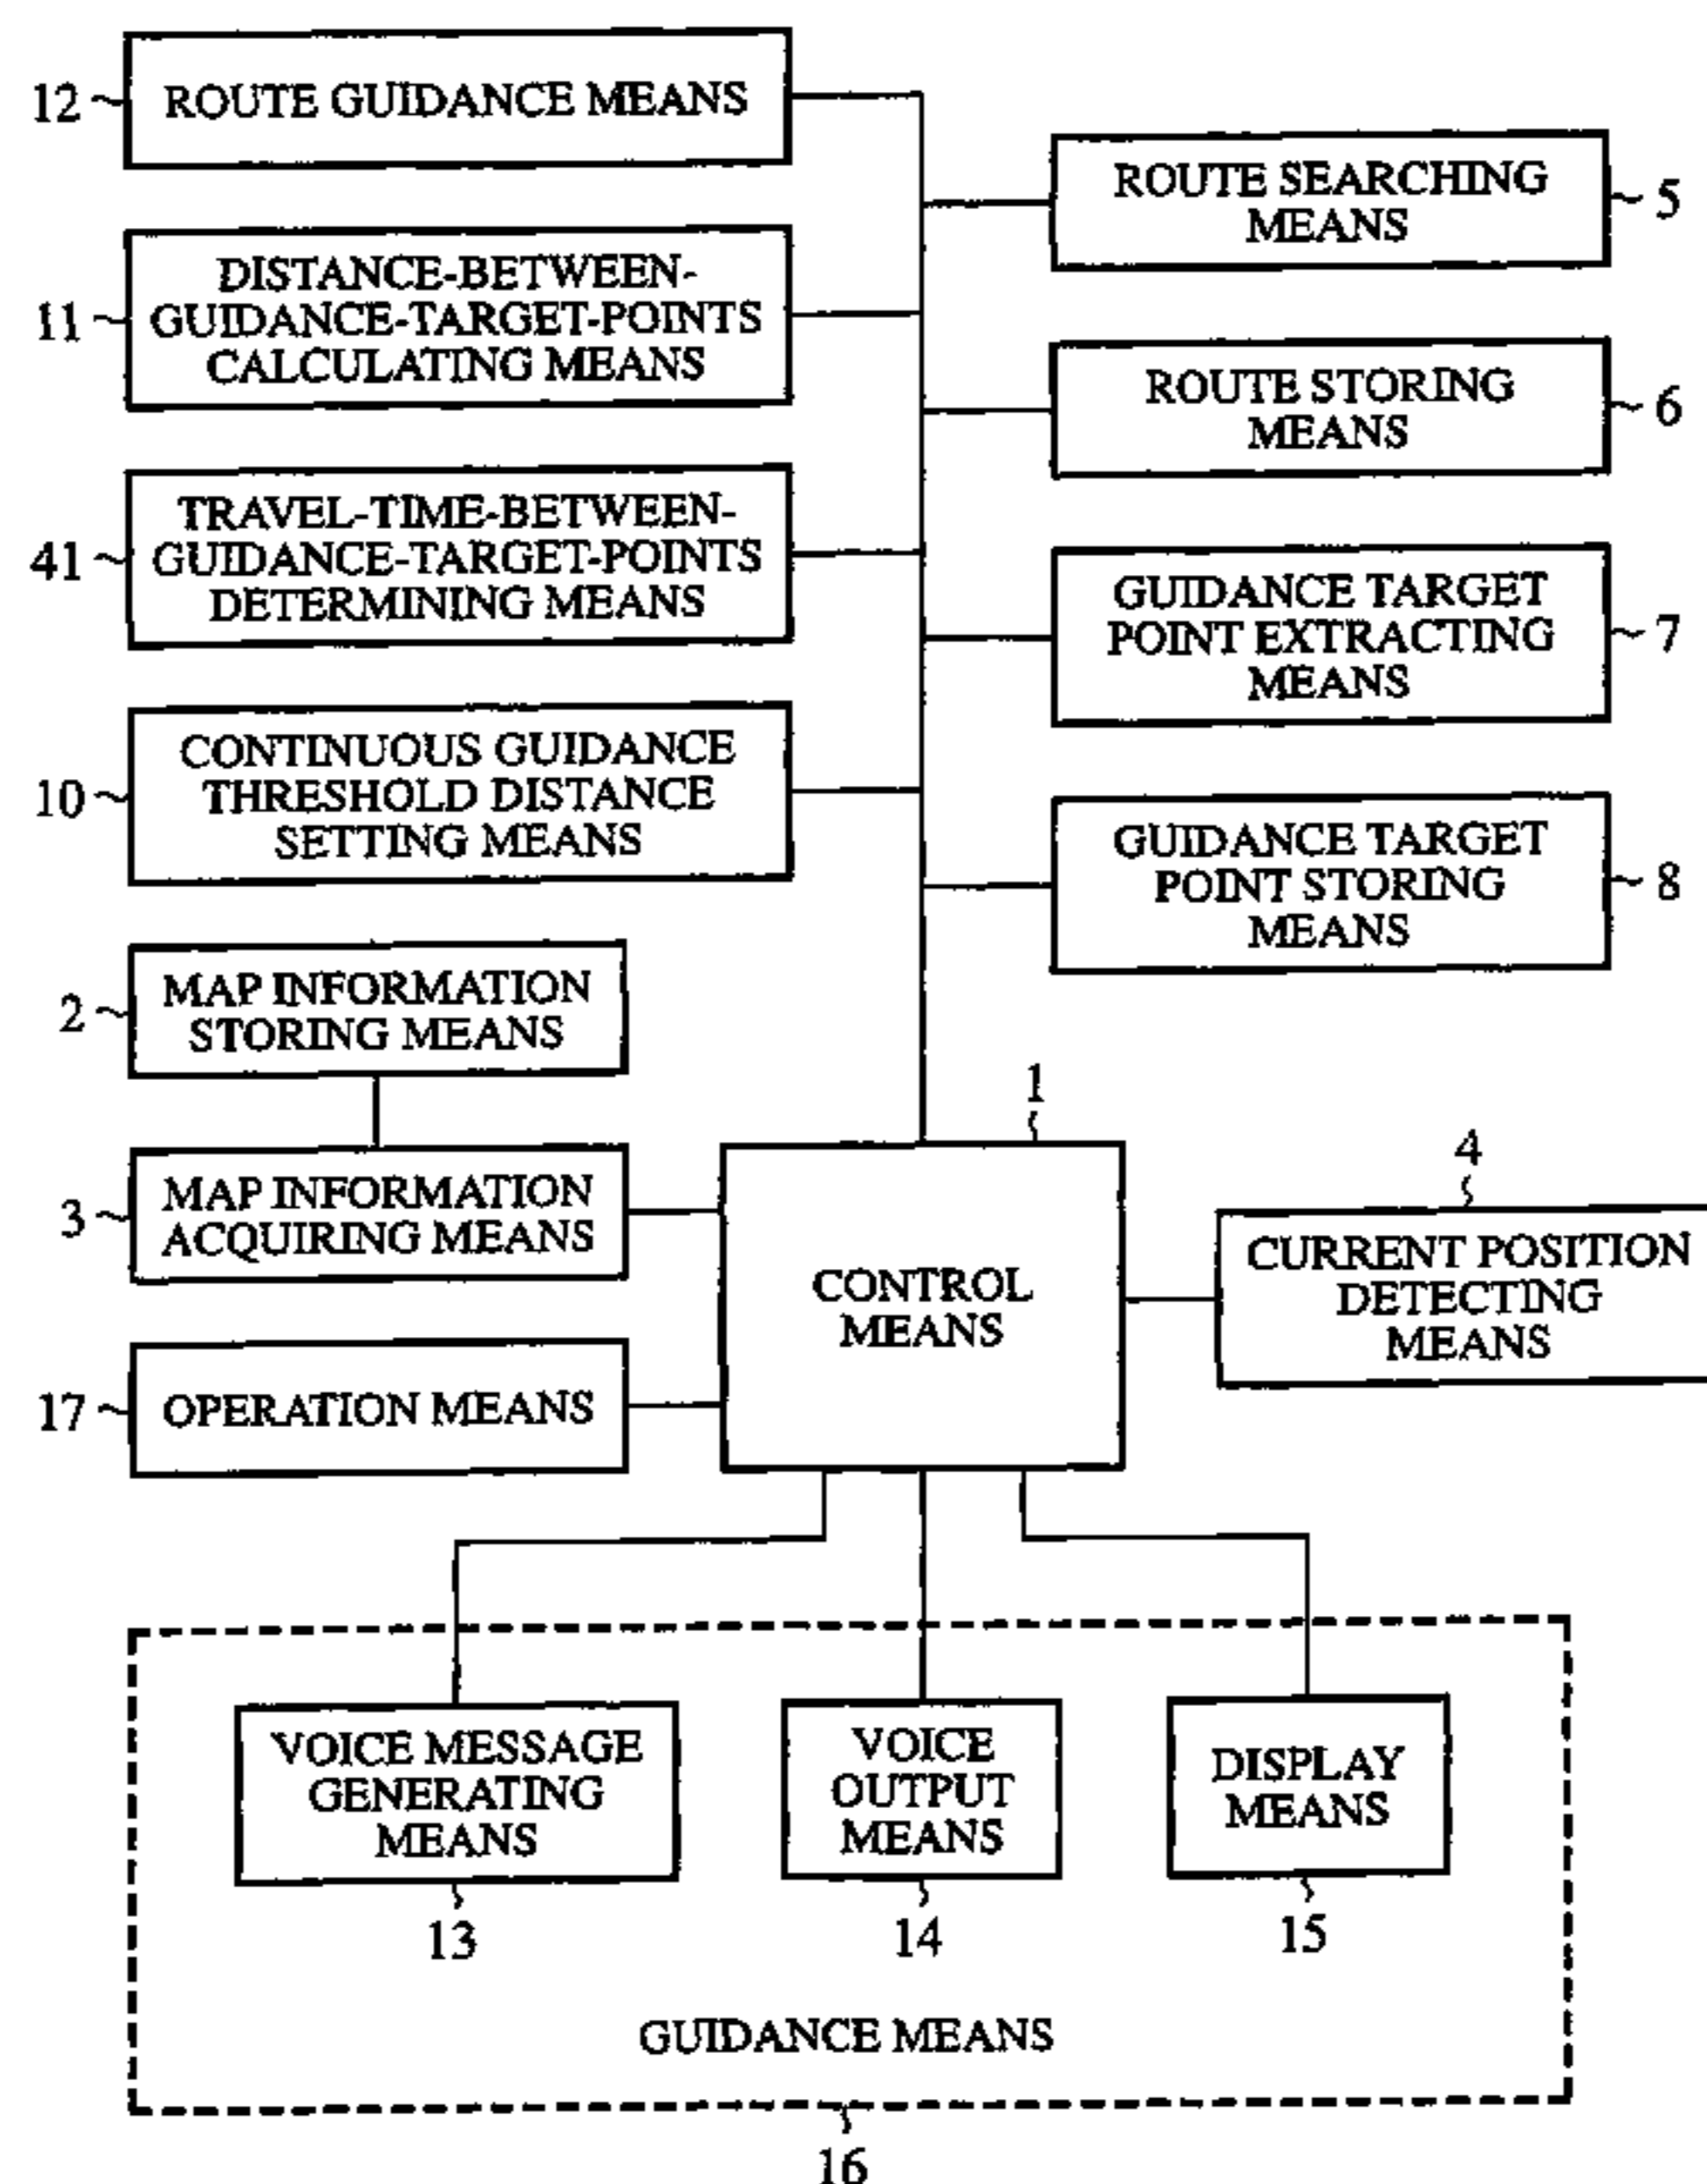 12
ROUTE GUIDANCE MEANS
ROUTE SEARCHING
MEANS
5
DISTANCE-BETWEEN-
GUIDANCE-TARGET-POINTS
CALCULATING MEANS
11
ROUTE STORING
MEANS
6
TRAVEL-TIME-BETWEEN-
GUIDANCE-TARGET-POINTS
DETERMINING MEANS
41
GUIDANCE TARGET
POINT EXTRACTING
MEANS
7
CONTINUOUS GUIDANCE
THRESHOLD DISTANCE
SETTING MEANS
10
GUIDANCE TARGET
POINT STORING
MEANS
8
MAP INFORMATION
STORING MEANS
2
MAP INFORMATION
ACQUIRING MEANS
3
1
CONTROL
MEANS
4
CURRENT POSITION
DETECTING
MEANS
17
OPERATION MEANS
VOICE MESSAGE
GENERATING
MEANS
13
VOICE
OUTPUT
MEANS
14
DISPLAY
MEANS
15
GUIDANCE MEANS
16